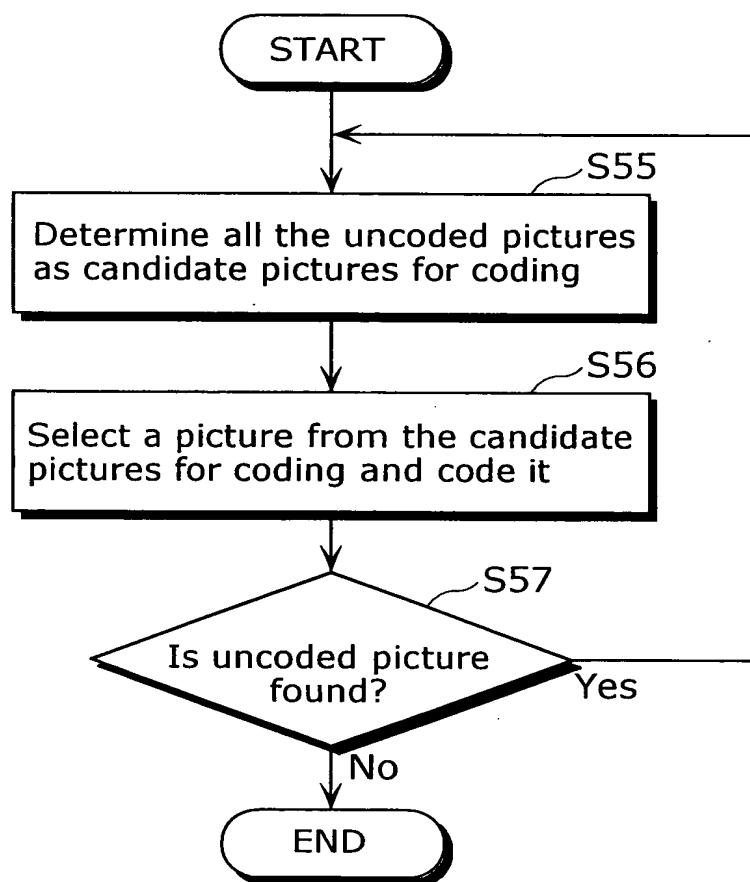 START
S55
Determine all the uncoded pictures
as candidate pictures for coding
S56
Select a picture from the candidate
pictures for coding and code it
S57
Is uncoded picture
found?
Yes
No
END